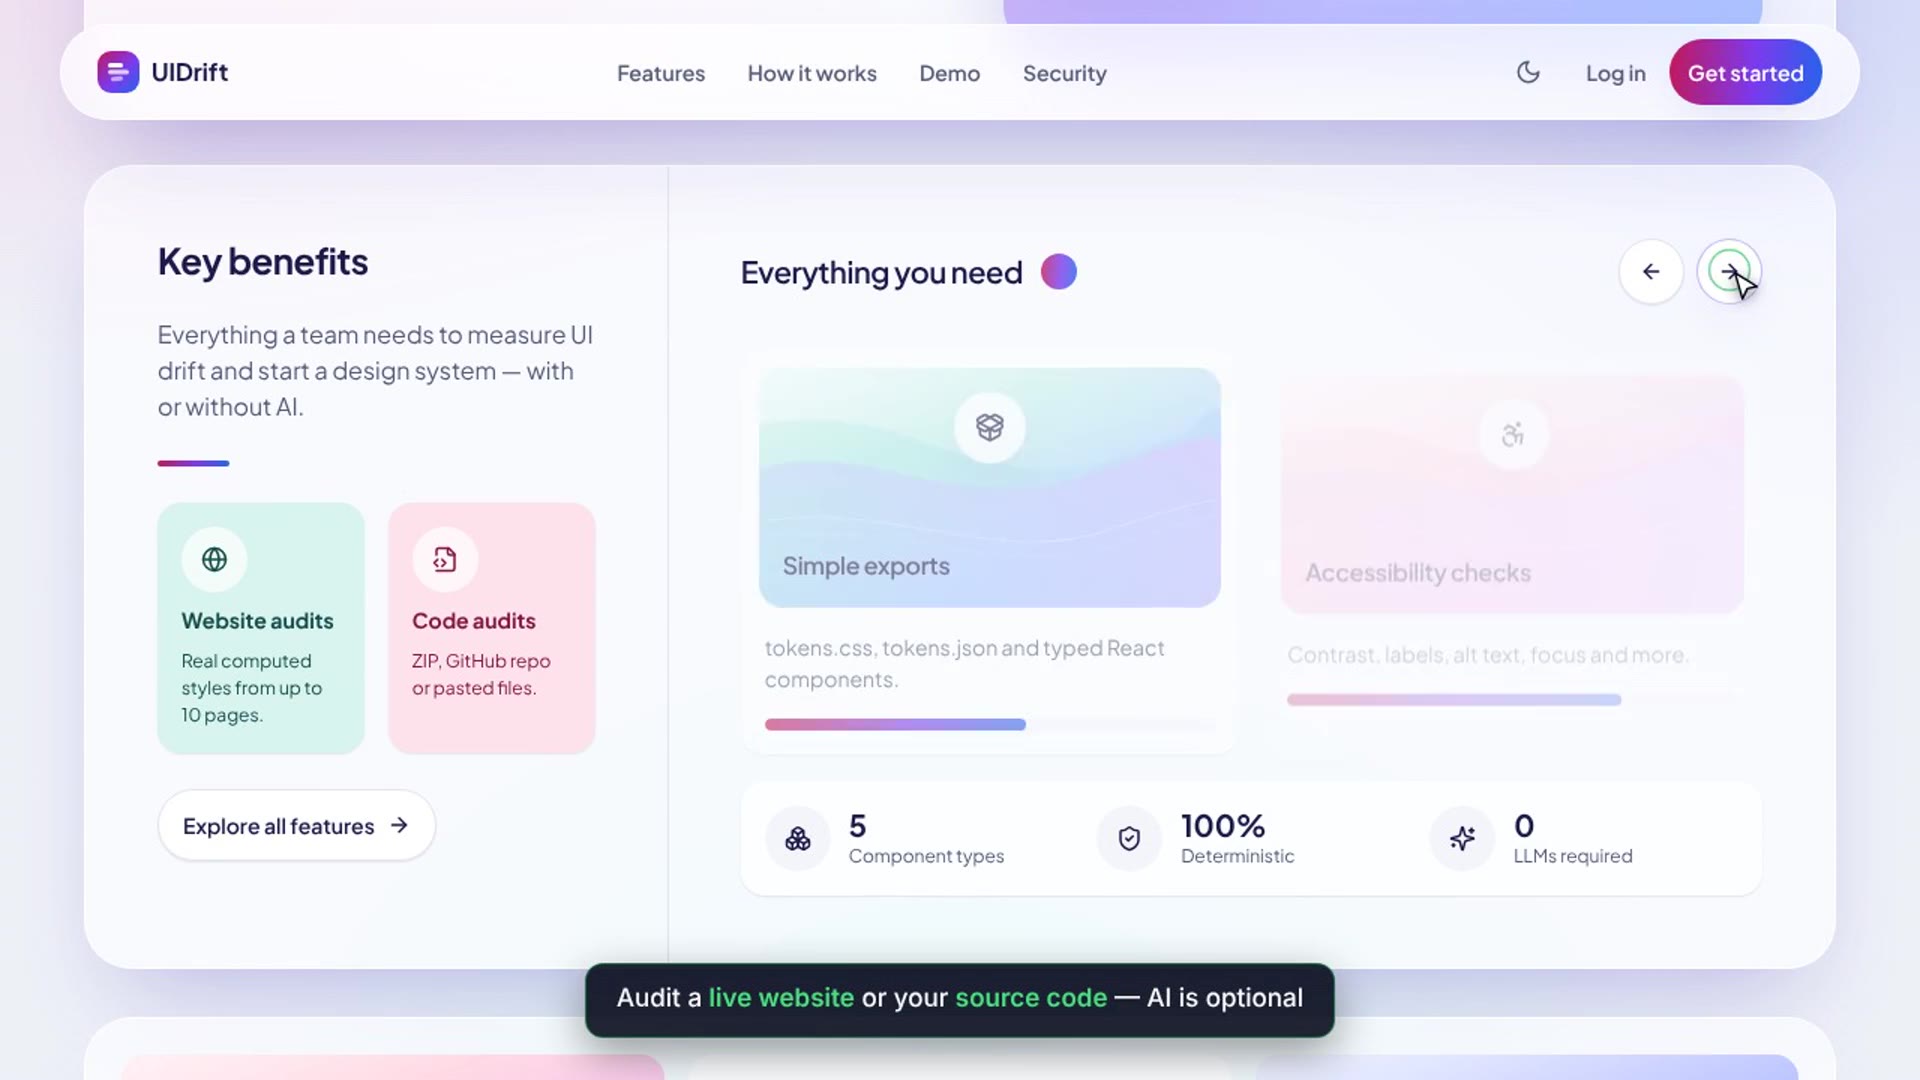 UIDrift
Features
How it works
Demo
Security
Log in
Get started
Key benefits
Everything a team needs to measure UI
drift and start a design system — with
or without AI.
Website audits
Real computed
styles from up to
10 pages.
Code audits
ZIP, GitHub repo
or pasted files.
Explore all features
Everything you need
Simple exports
tokens.css, tokens.json and typed React
components.
Accessibility checks
Contrast, labels, alt text, focus and more.
5
Component types
100%
Deterministic
0
LLMs required
Audit a live website or your source code — AI is optional